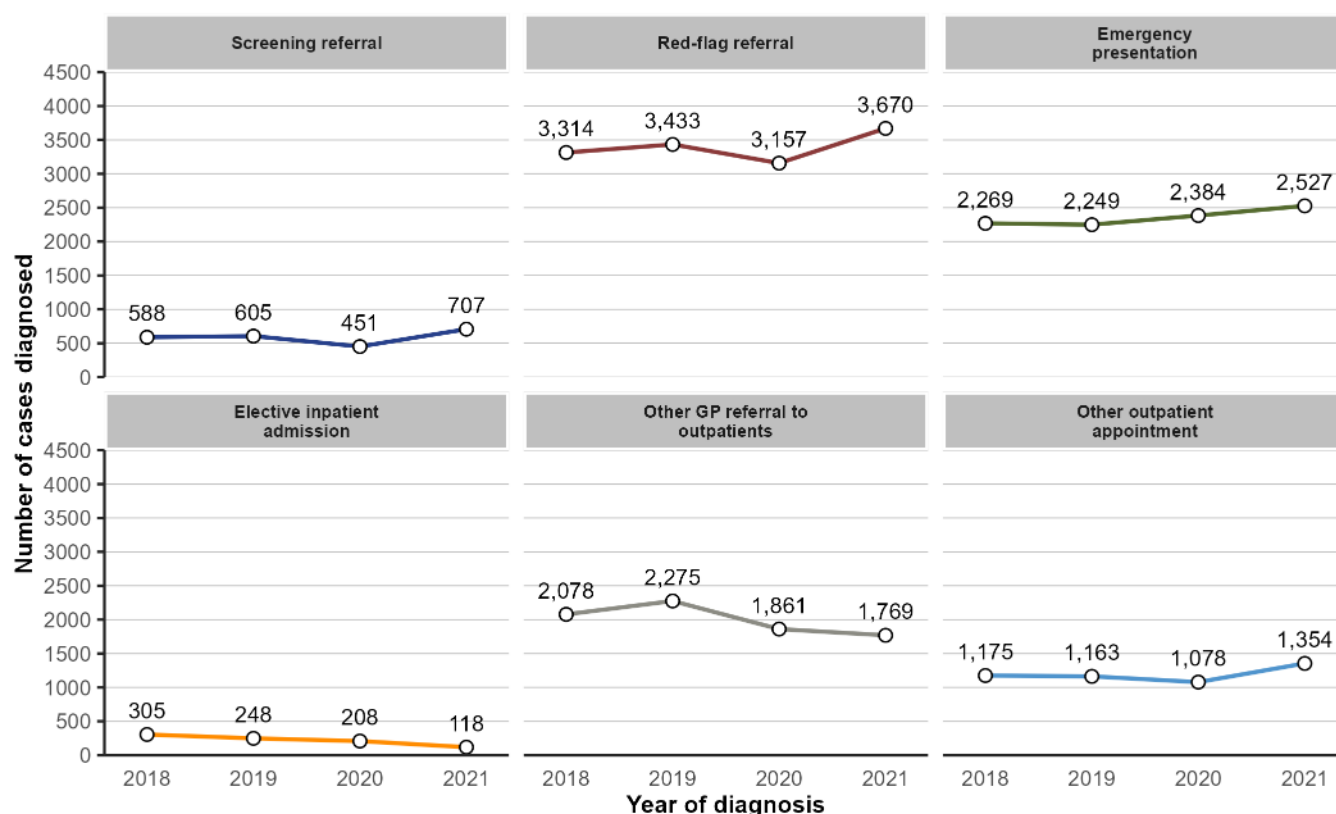 Screening referral
Red-flag referral
Emergency
presentation
4500
4000
3500
3000
2500
2000
1500
1000
500
0
588
605
451
707
3,314
3,433
3,157
3,670
2,269
2,249
2,384
2,527
Number of cases diagnosed
Elective inpatient
admission
Other GP referral to
outpatients
Other outpatient
appointment
4500
4000
3500
3000
2500
2000
1500
1000
500
0
305
248
208
118
2,078
2,275
1,861
1,769
1,175
1,163
1,078
1,354
2018 2019 2020 2021
2018 2019 2020 2021
2018 2019 2020 2021
Year of diagnosis